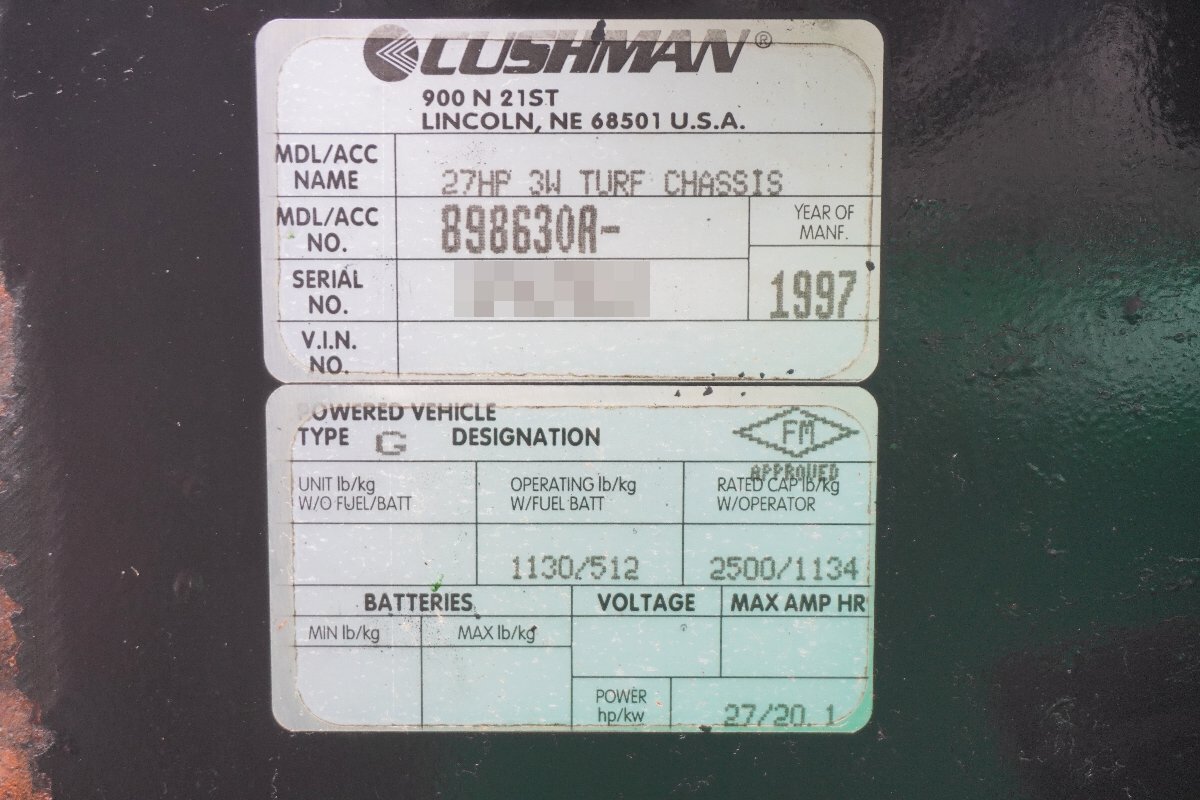 CUSHMAN®
900 N 21ST
LINCOLN, NE 68501 U.S.A.
MDL/ACC NAME 27HP 3W TURF CHASSIS
MDL/ACC NO. 898630A-
YEAR OF MANF. 1997
SERIAL NO.
V.I.N. NO.
POWERED VEHICLE
TYPE G DESIGNATION
FM
APPROVED
UNIT lb/kg W/O FUEL/BATT
OPERATING lb/kg W/FUEL BATT
RATED CAP lb/kg W/OPERATOR
1130/512 2500/1134
BATTERIES VOLTAGE MAX AMP HR
MIN lb/kg MAX lb/kg
POWER hp/kw 27/20.1